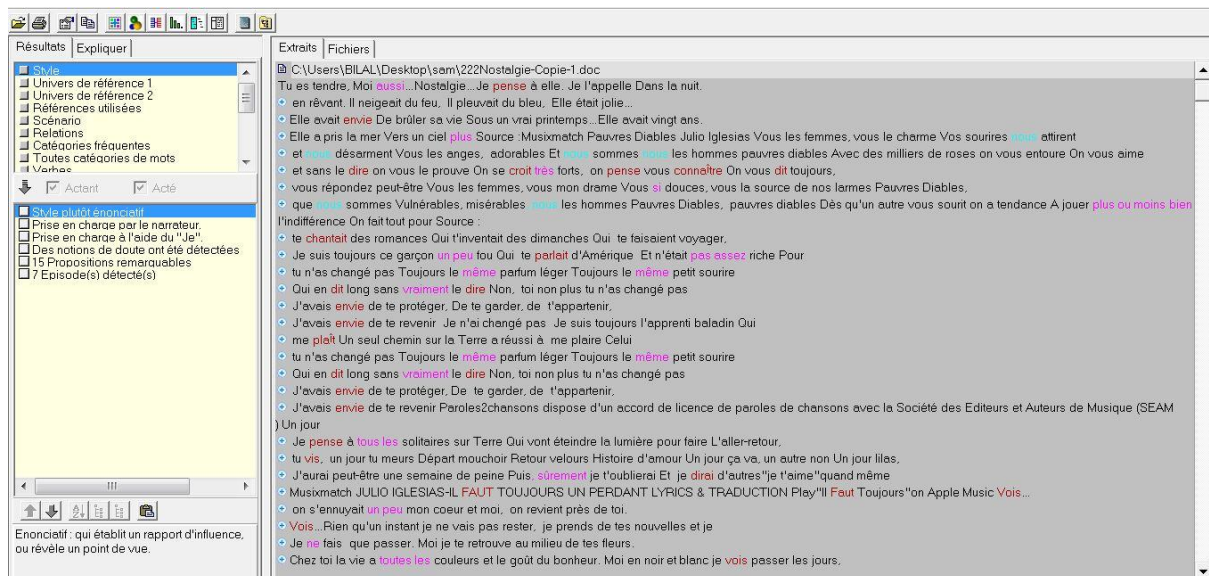 Résultats
Expliquer
Style
Univers de référence 1
Univers de référence 2
Références utilisées
Scénario
Relations
Catégories fréquentes
Toutes catégories de mots
Verbes
Actant
Acté
Style plutôt énonciatif
Prise en charge par le narrateur.
Prise en charge à l'aide du "Je".
Des notions de doute ont été détectées
15 Propositions remarquables
7 Episode(s) détecté(s)
Enonciatif : qui établit un rapport d'influence,
ou révèle un point de vue.
Extraits
Fichiers
C:\Users\BILAL\Desktop\sam\222Nostalgie-Copie-1.doc
Tu es tendre, Moi aussi...Nostalgie...Je pense à elle. Je l'appelle Dans la nuit.
en rêvant. Il neigeait du feu, Il pleuvait du bleu, Elle était jolie...
Elle avait envie De brûler sa vie Sous un vrai printemps...Elle avait vingt ans.
Elle a pris la mer Vers un ciel plus Source :Musixmatch Pauvres Diables Julio Iglesias Vous les femmes, vous le charme Vos sourires nous attirent
et nous désarment Vous les anges, adorables Et nous sommes nous les hommes pauvres diables Avec des milliers de roses on vous entoure On vous aime
et sans le dire on vous le prouve On se croit très forts, on pense vous connaître On vous dit toujours,
vous répondez peut-être Vous les femmes, vous mon drame Vous si douces, vous la source de nos larmes Pauvres Diables,
que nous sommes Vulnérables, misérables nous les hommes Pauvres Diables, pauvres diables Dès qu'un autre vous sourit on a tendance A jouer plus ou moins bien
l'indifférence On fait tout pour Source :
te chantait des romances Qui t'inventait des dimanches Qui te faisaient voyager,
Je suis toujours ce garçon un peu fou Qui te parlait d'Amérique Et n'était pas assez riche Pour
tu n'as changé pas Toujours le même parfum léger Toujours le même petit sourire
Qui en dit long sans vraiment le dire Non, toi non plus tu n'as changé pas
J'avais envie de te protéger, De te garder, de t'appartenir,
J'avais envie de te revenir Je n'ai changé pas Je suis toujours l'apprenti baladin Qui
me plaît Un seul chemin sur la Terre a réussi à me plaire Celui
tu n'as changé pas Toujours le même parfum léger Toujours le même petit sourire
Qui en dit long sans vraiment le dire Non, toi non plus tu n'as changé pas
J'avais envie de te protéger, De te garder, de t'appartenir,
J'avais envie de te revenir Paroles2chansons dispose d'un accord de licence de paroles de chansons avec la Société des Editeurs et Auteurs de Musique (SEAM
) Un jour
Je pense à tous les solitaires sur Terre Qui vont éteindre la lumière pour faire L'aller-retour,
tu vis, un jour tu meurs Départ mouchoir Retour velours Histoire d'amour Un jour ça va, un autre non Un jour lilas,
J'aurai peut-être une semaine de peine Puis, sûrement je t'oublierai Et je dirai d'autres"je t'aime"quand même
Musixmatch JULIO IGLESIAS-IL FAUT TOUJOURS UN PERDANT LYRICS & TRADUCTION Play"Il Faut Toujours"on Apple Music Vois...
on s'ennuyait un peu mon coeur et moi, on revient près de toi.
Vois...Rien qu'un instant je ne vais pas rester, je prends de tes nouvelles et je
Je ne fais que passer. Moi je te retrouve au milieu de tes fleurs.
Chez toi la vie a toutes les couleurs et le goût du bonheur. Moi en noir et blanc je vois passer les jours,